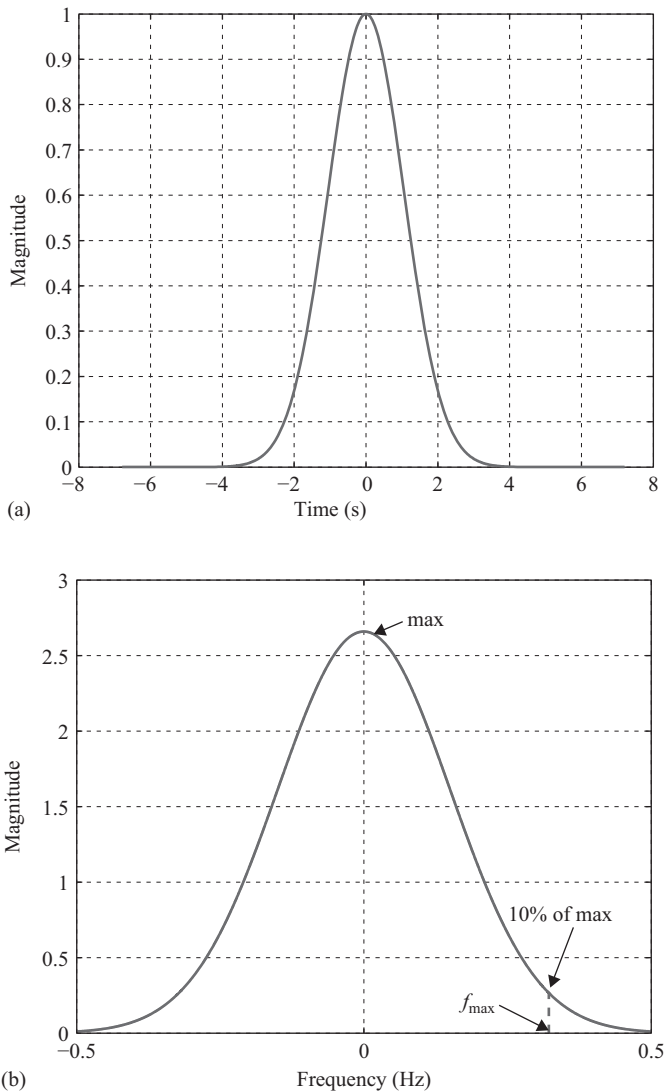 1
0.9
0.8
0.7
0.6
0.5
0.4
0.3
0.2
0.1
0
Magnitude
−8 −6 −4 −2 0 2 4 6 8
(a) Time (s)
3
2.5
2
1.5
1
0.5
0
Magnitude
max
10% of max
fmax
−0.5 0 0.5
(b) Frequency (Hz)